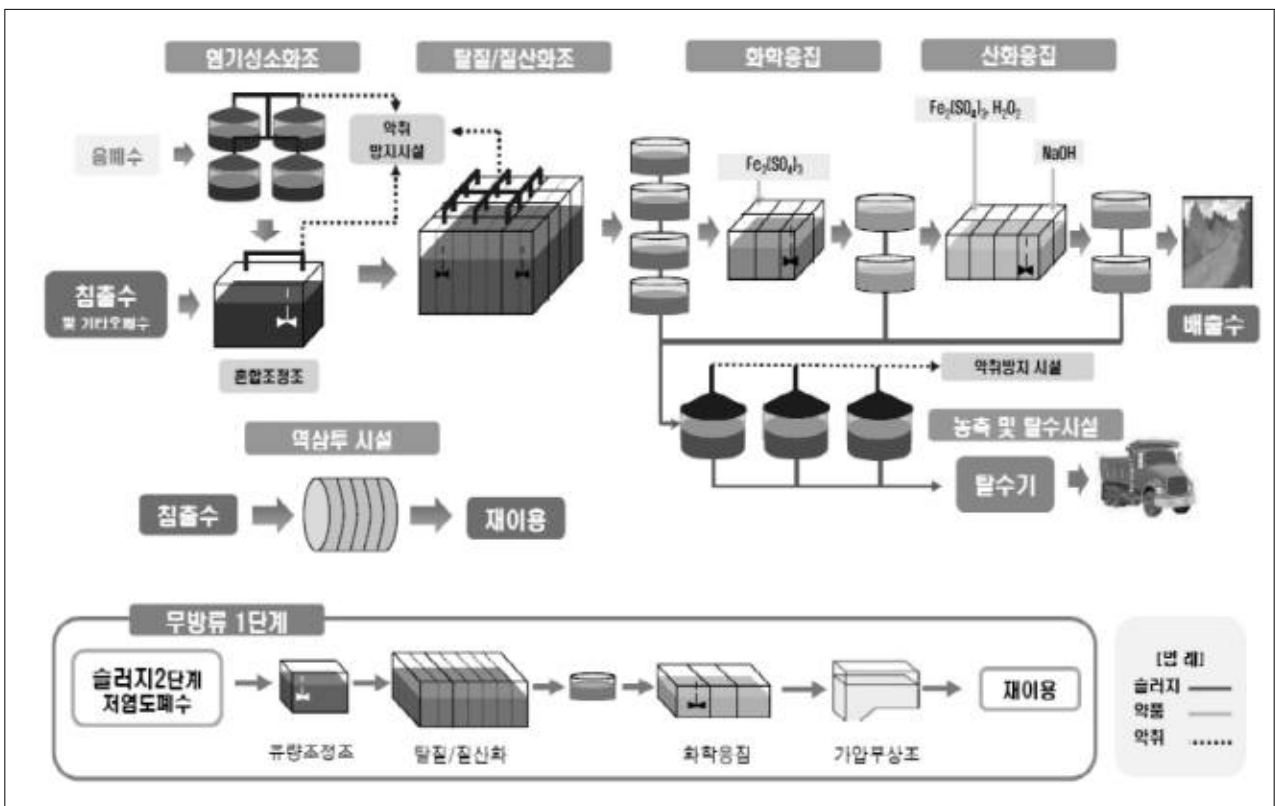 혐기성소화조
탈질/질산화조
화학응집
산화응집
Fe₂(SO₄)₃, H₂O₂
NaOH
Fe₂(SO₄)₃
음폐수
악취
방지시설
침출수
및 기타오폐수
혼합조정조
배출수
악취방지 시설
농축 및 탈수시설
탈수기
역삼투 시설
침출수
재이용
무방류 1단계
슬러지2단계
저염도폐수
유량조정조
탈질/질산화
화학응집
가압부상조
재이용
[범 례]
슬러지
약품
악취